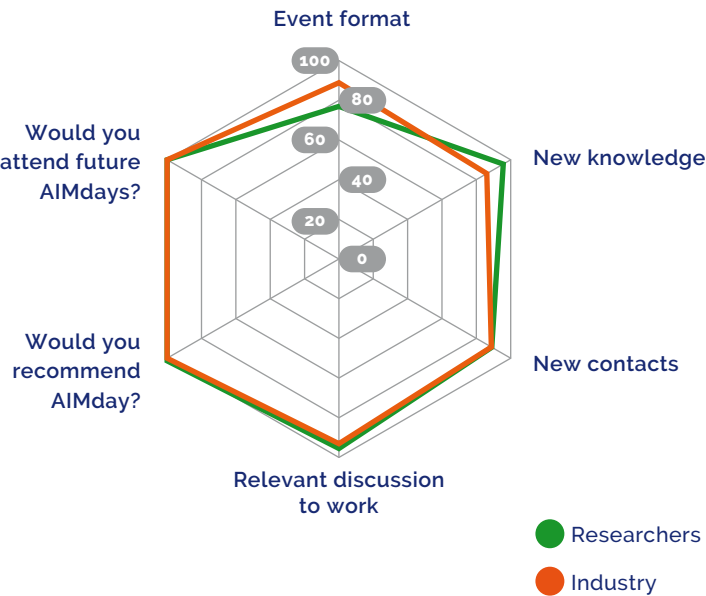 Event format
100
80
60
40
20
0
Would you
attend future
AIMdays?
New knowledge
Would you
recommend
AIMday?
New contacts
Relevant discussion
to work
Researchers
Industry